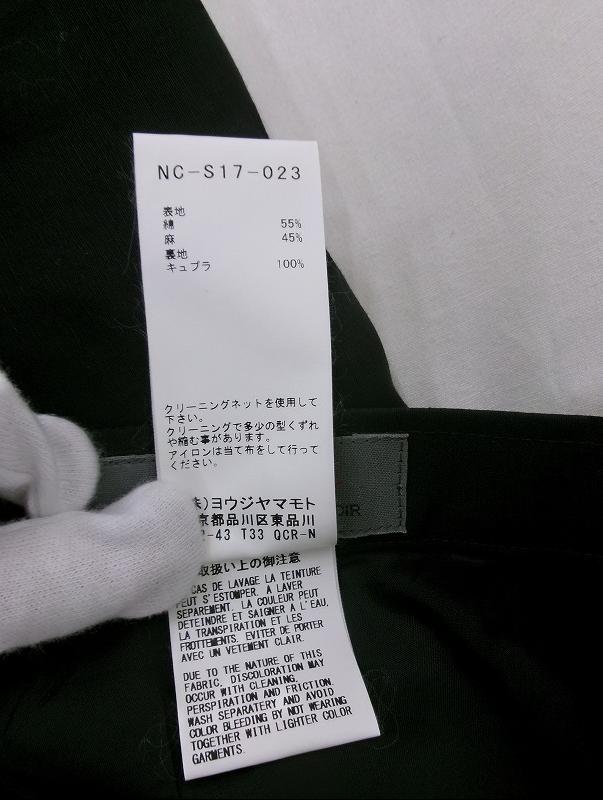 NC-S17-023
表地
綿 55%
麻 45%
裏地
キュプラ 100%
クリーニングネットを使用して
下さい。
クリーニングで多少の型くずれ
や縮む事があります。
アイロンは当て布をして行って
ください。
)ヨウジヤマモト
京都品川区東品川
-43 T33 QCR-N
取扱い上の御注意
CAS DE LAVAGE LA TEINTURE
PEUT S'ESTOMPER. A LAVER
SEPAREMENT. LA COULEUR PEUT
DETEINDRE ET SAIGNER A L'EAU,
LA TRANSPIRATION ET LES
FROTTEMENTS. EVITER DE PORTER
AVEC UN VETEMENT CLAIR.
DUE TO THE NATURE OF THIS
FABRIC, DISCOLORATION MAY
OCCUR WITH CLEANING,
PERSPIRATION AND FRICTION.
WASH SEPARATERY AND AVOID
COLOR BLEEDING BY NOT WEARING
TOGETHER WITH LIGHTER COLOR
GARMENTS.